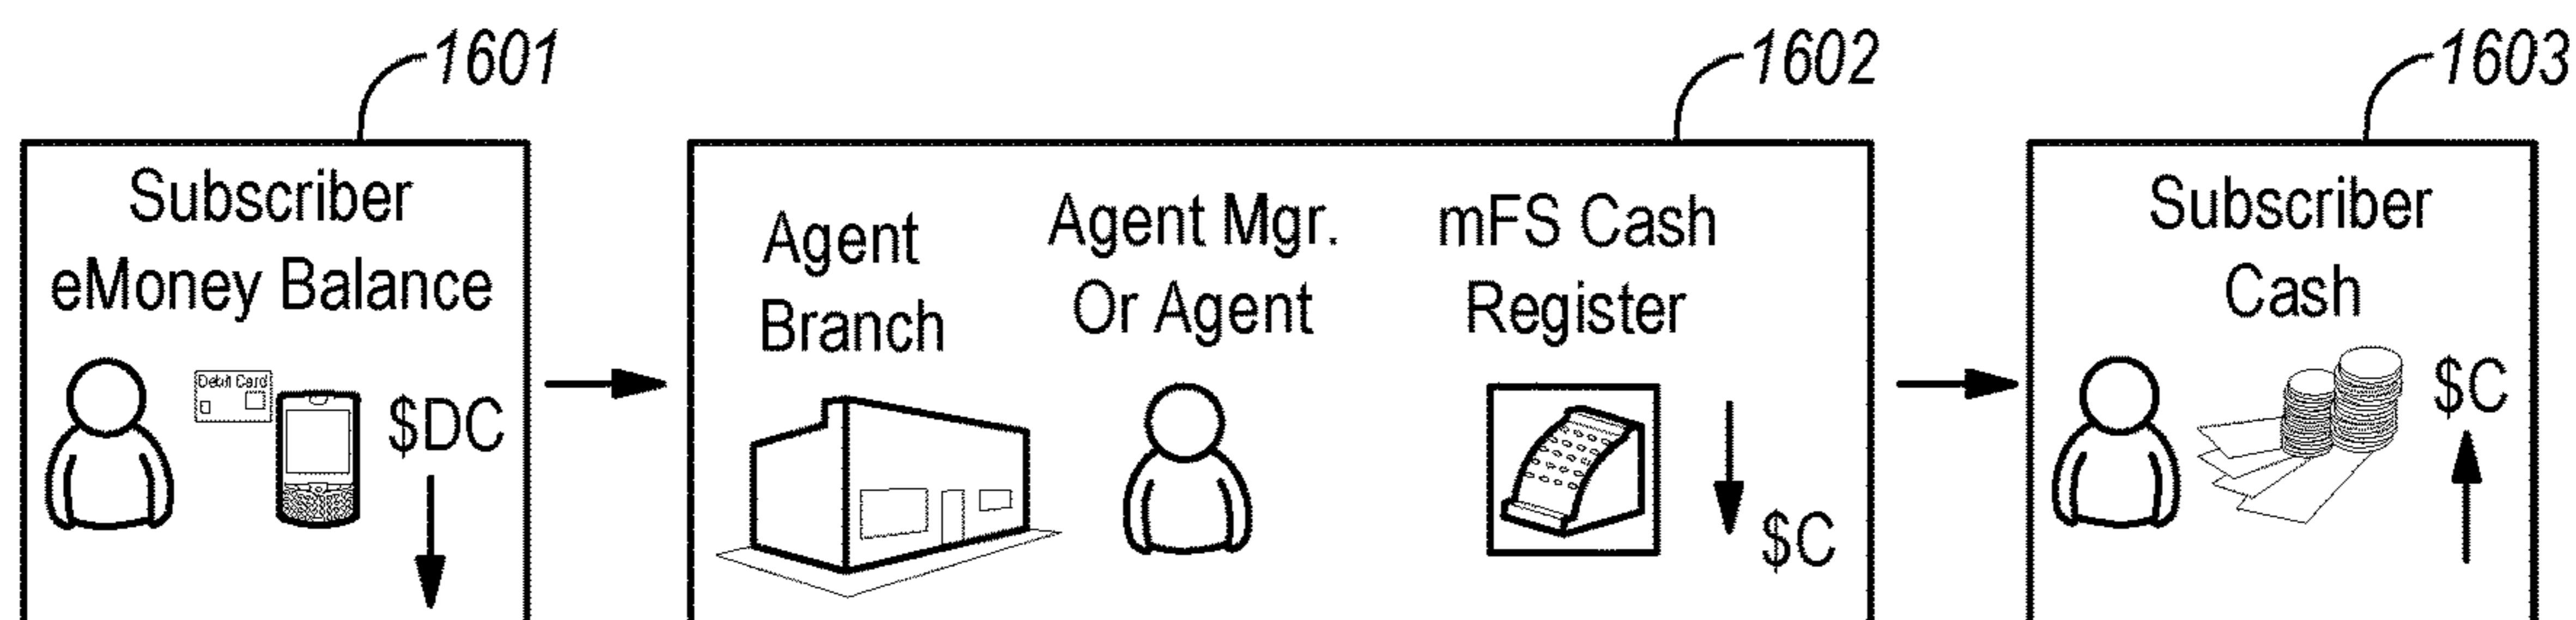 1601
1602
1603
Subscriber
eMoney Balance
Debit Card
$DC
Agent
Branch
Agent Mgr.
Or Agent
mFS Cash
Register
$C
Subscriber
Cash
$C